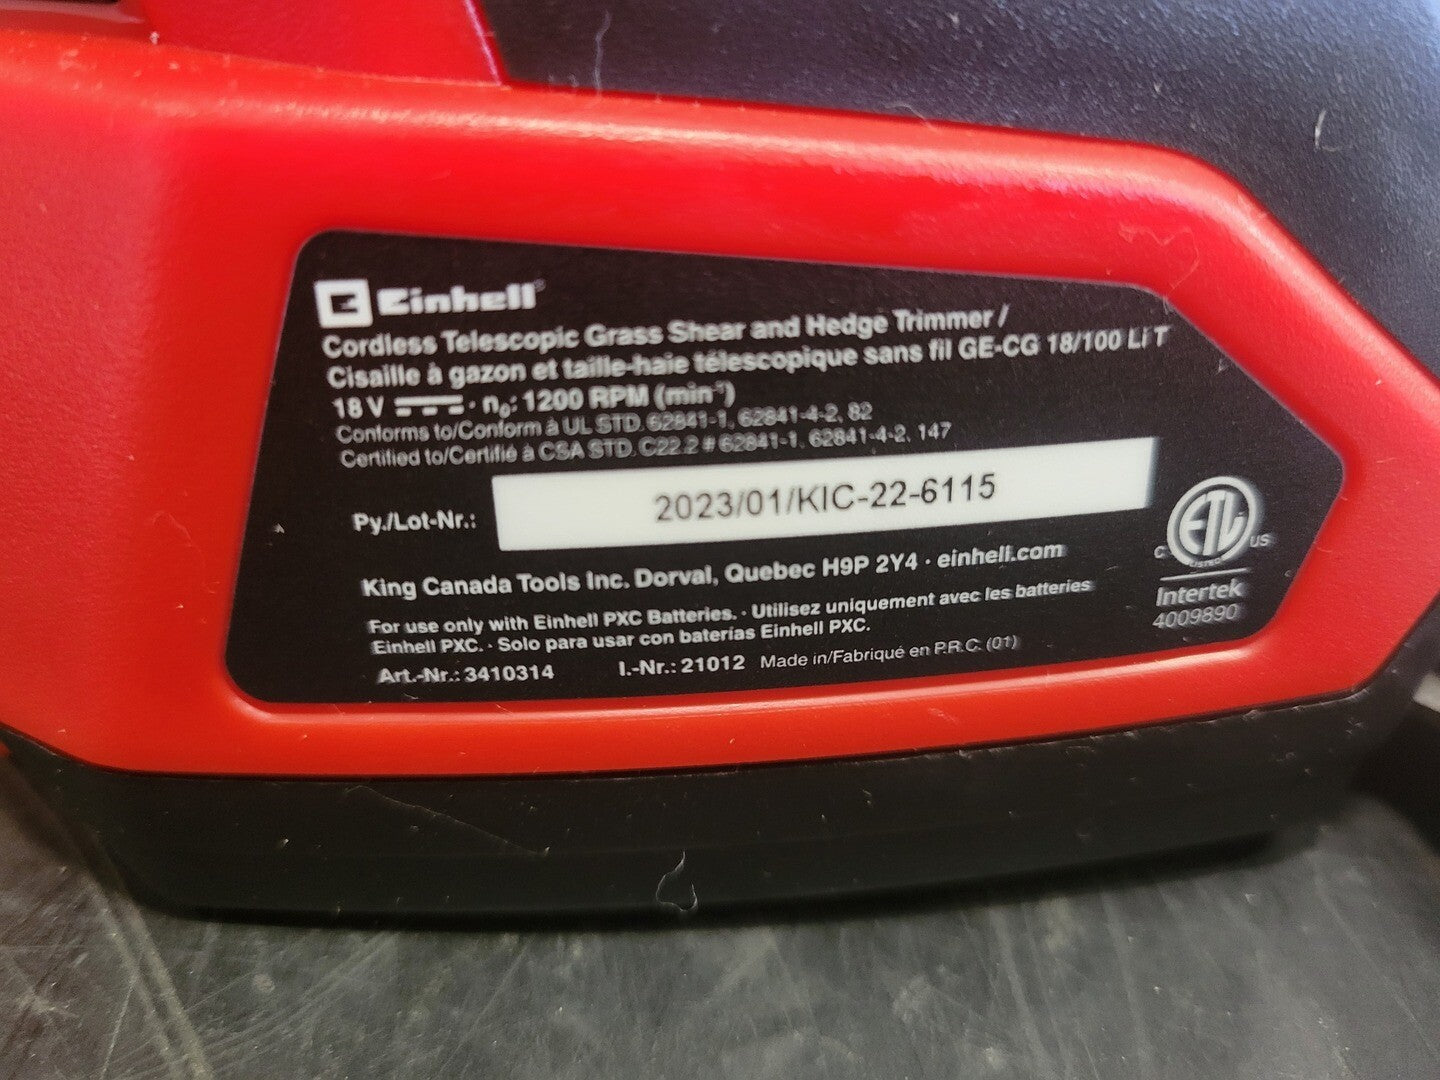 Einhell®
Cordless Telescopic Grass Shear and Hedge Trimmer /
Cisaille à gazon et taille-haie télescopique sans fil GE-CG 18/100 Li T
18 V ⎓ · n₀: 1200 RPM (min⁻¹)
Conforms to/Conform à UL STD. 62841-1, 62841-4-2, 82
Certified to/Certifié à CSA STD. C22.2 # 62841-1, 62841-4-2, 147
Py./Lot-Nr.: 2023/01/KIC-22-6115
King Canada Tools Inc. Dorval, Quebec H9P 2Y4 · einhell.com
For use only with Einhell PXC Batteries. · Utilisez uniquement avec les batteries
Einhell PXC. · Solo para usar con baterías Einhell PXC.
Art.-Nr.: 3410314 I.-Nr.: 21012 Made in/Fabriqué en P.R.C. (01)
ETL
C US
LISTED
Intertek
4009890